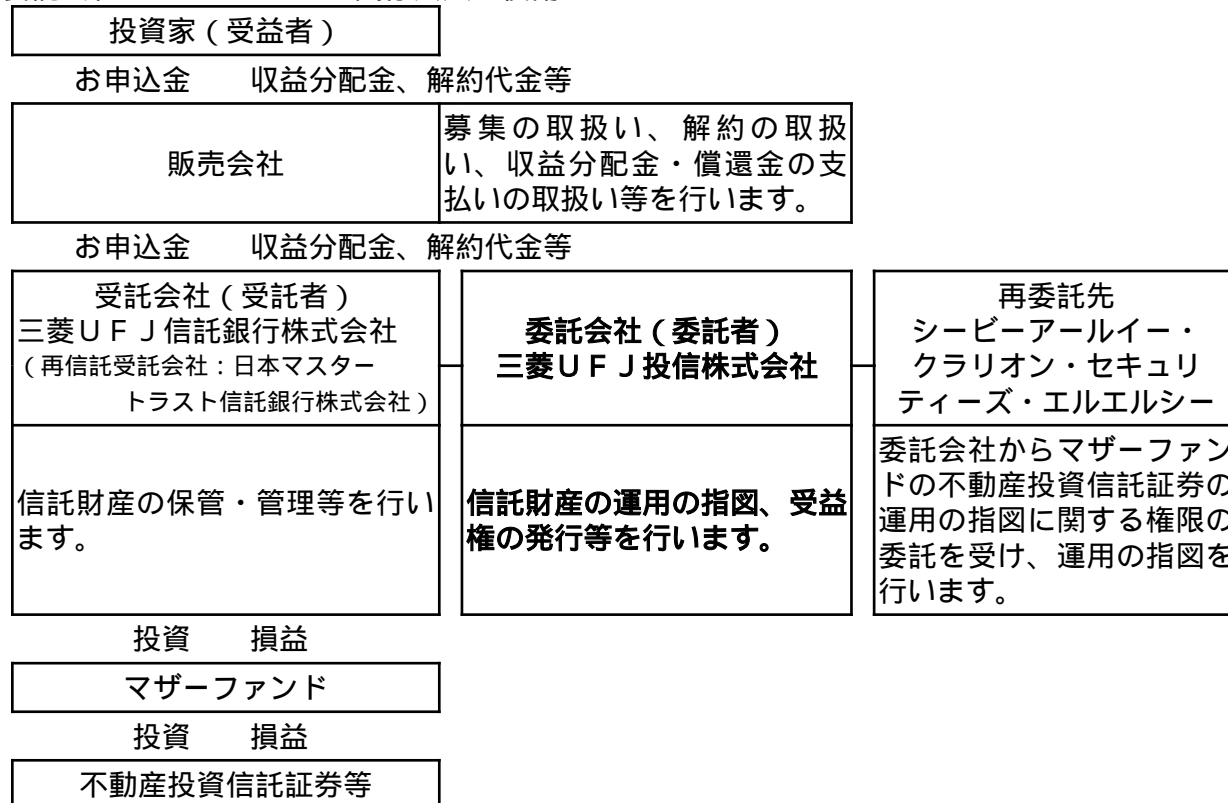 投資家（受益者）
お申込金　　収益分配金、解約代金等
販売会社
募集の取扱い、解約の取扱
い、収益分配金・償還金の支
払いの取扱い等を行います。
お申込金　　収益分配金、解約代金等
受託会社（受託者）
三菱ＵＦＪ信託銀行株式会社
（再信託受託会社：日本マスター
トラスト信託銀行株式会社）
委託会社（委託者）
三菱ＵＦＪ投信株式会社
再委託先
シービーアールイー・
クラリオン・セキュリ
ティーズ・エルエルシー
信託財産の保管・管理等を行い
ます。
信託財産の運用の指図、受益
権の発行等を行います。
委託会社からマザーファン
ドの不動産投資信託証券の
運用の指図に関する権限の
委託を受け、運用の指図を
行います。
投資　　損益
マザーファンド
投資　　損益
不動産投資信託証券等